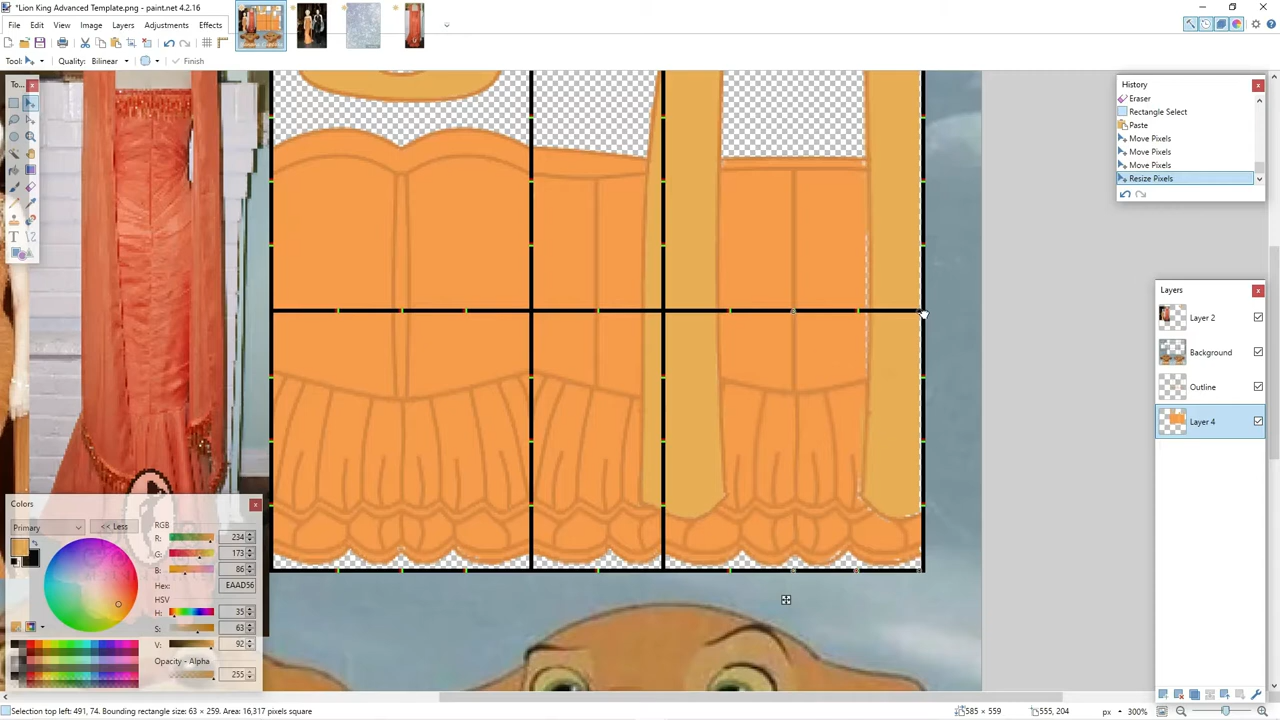 *Lion King Advanced Template.png - paint.net 4.2.16
File Edit View Image Layers Adjustments Effects
Tool: Quality: Bilinear Finish
To...
History
Eraser
Rectangle Select
Paste
Move Pixels
Move Pixels
Move Pixels
Resize Pixels
Layers
Layer 2
Background
Outline
Layer 4
Colors
Primary
<< Less
RGB
R: 234
G: 173
B: 86
Hex: EAAD56
HSV
H: 35
S: 63
V: 92
Opacity - Alpha
255
Selection top left: 491, 74. Bounding rectangle size: 63 × 259. Area: 16,317 pixels square
585 × 559
555, 204
px
300%